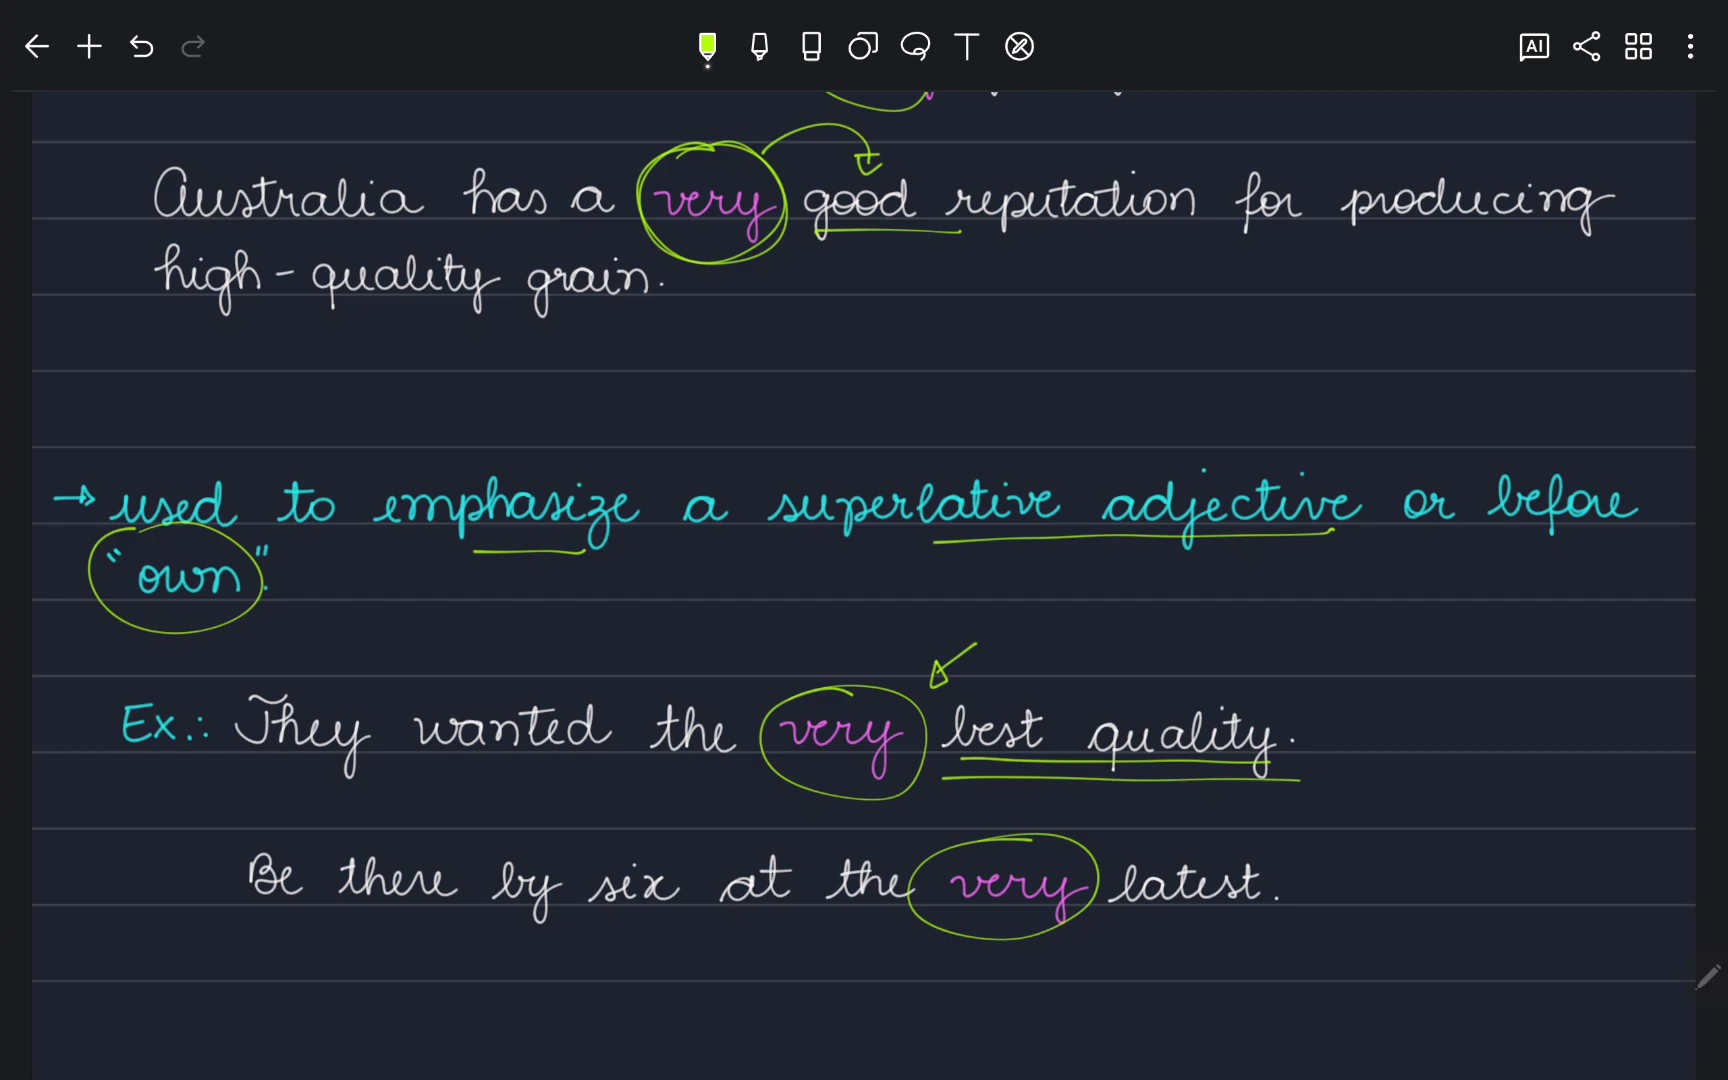 Australia has a very good reputation for producing
high-quality grain.
→ used to emphasize a superlative adjective or before
"own".
Ex.: They wanted the very best quality.
Be there by six at the very latest.